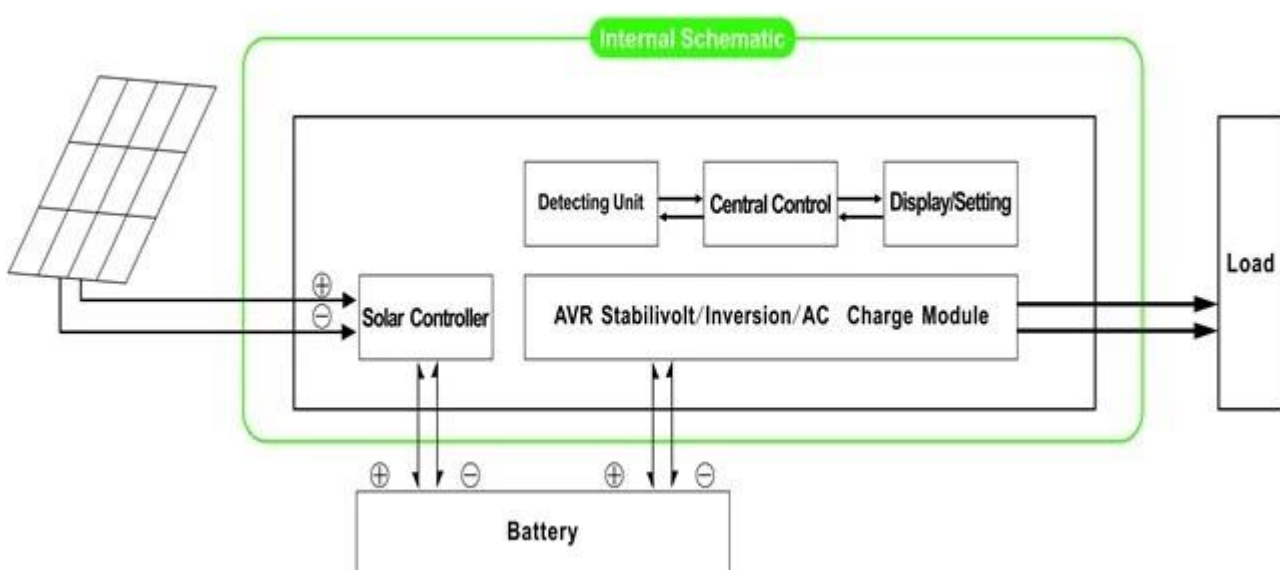 Internal Schematic
Detecting Unit
Central Control
Display/Setting
Load
⊕
⊖
Solar Controller
AVR Stabilivolt/Inversion/AC Charge Module
⊕
⊖
⊕
⊖
Battery